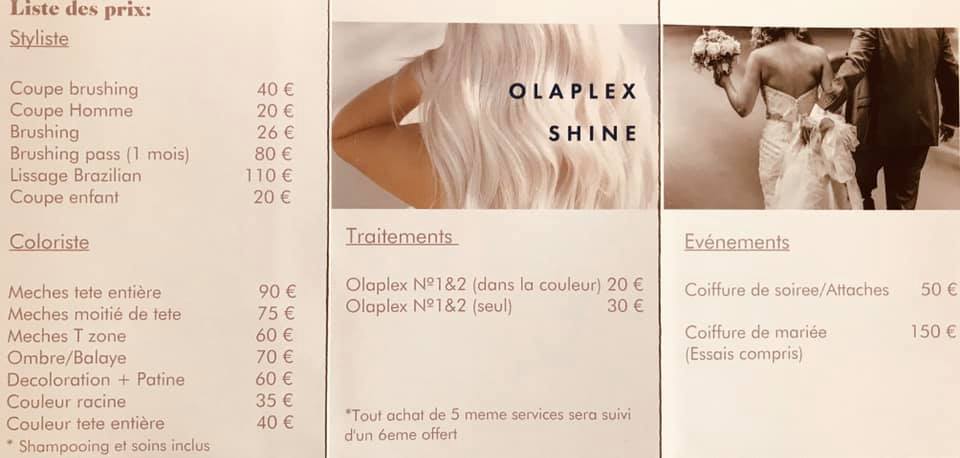 Liste des prix:
Styliste
Coupe brushing 40 €
Coupe Homme 20 €
Brushing 26 €
Brushing pass (1 mois) 80 €
Lissage Brazilian 110 €
Coupe enfant 20 €
Coloriste
Meches tete entière 90 €
Meches moitié de tete 75 €
Meches T zone 60 €
Ombre/Balaye 70 €
Decoloration + Patine 60 €
Couleur racine 35 €
Couleur tete entière 40 €
* Shampooing et soins inclus
OLAPLEX
SHINE
Traitements
Olaplex Nº1&2 (dans la couleur) 20 €
Olaplex Nº1&2 (seul) 30 €
*Tout achat de 5 meme services sera suivi
d'un 6eme offert
Evénements
Coiffure de soiree/Attaches 50 €
Coiffure de mariée 150 €
(Essais compris)